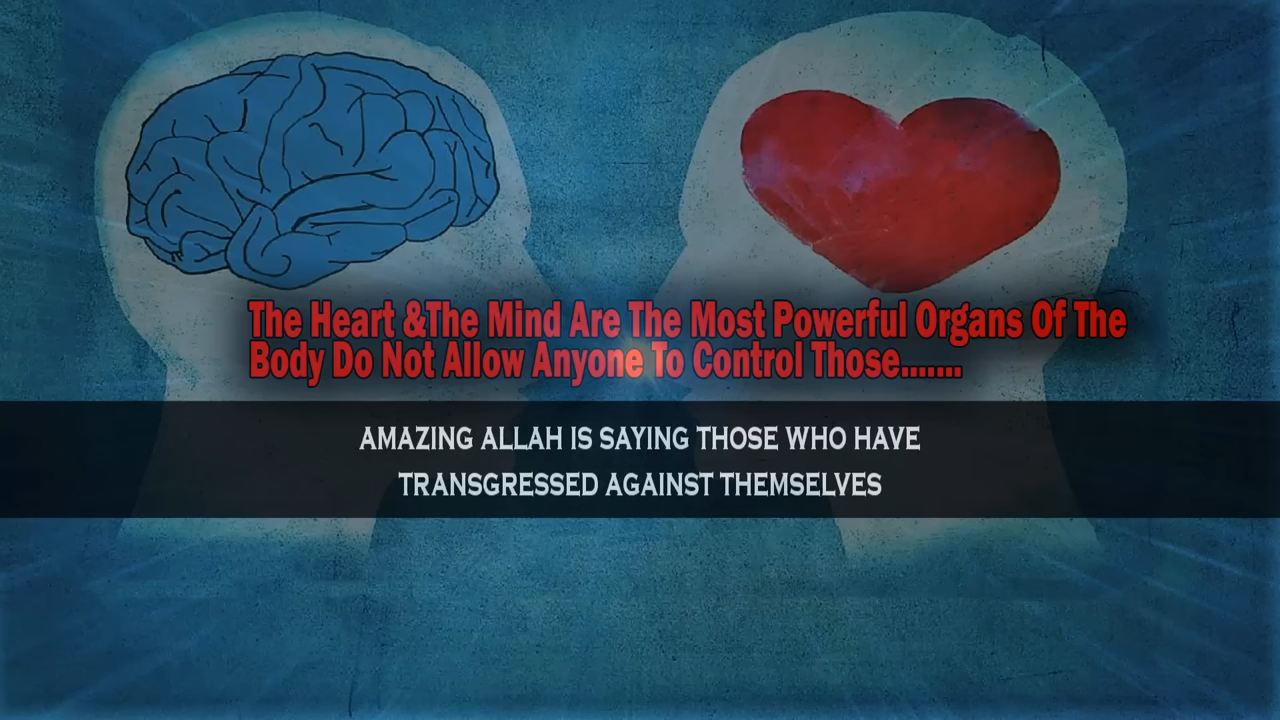 The Heart &The Mind Are The Most Powerful Organs Of The
Body Do Not Allow Anyone To Control Those.......
AMAZING ALLAH IS SAYING THOSE WHO HAVE
TRANSGRESSED AGAINST THEMSELVES